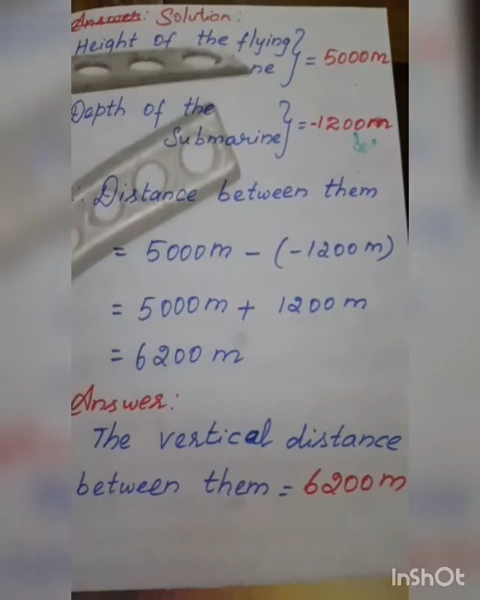 Answer: Solution:
Height of the flying } = 5000m
ne
Depth of the
Submarine } = -1200m
∴ Distance between them
= 5000m - (-1200m)
= 5000m + 1200m
= 6200m
Answer:
The vertical distance
between them = 6200m
InShOt